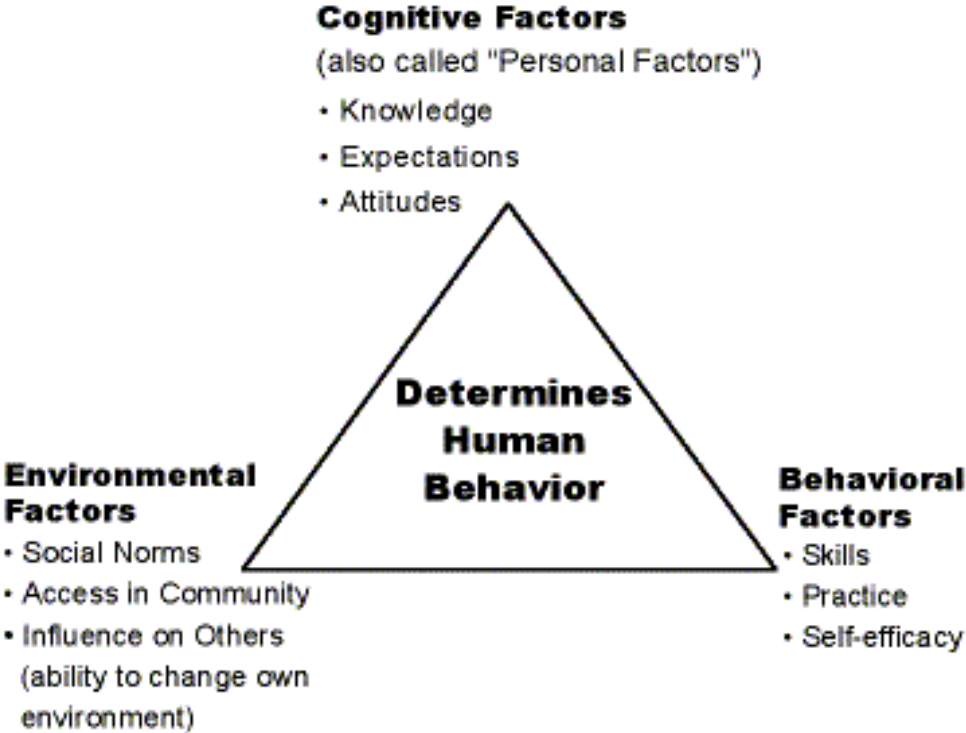 Cognitive Factors
(also called "Personal Factors")
• Knowledge
• Expectations
• Attitudes
Determines
Human
Behavior
Environmental
Factors
• Social Norms
• Access in Community
• Influence on Others
(ability to change own
environment)
Behavioral
Factors
• Skills
• Practice
• Self-efficacy